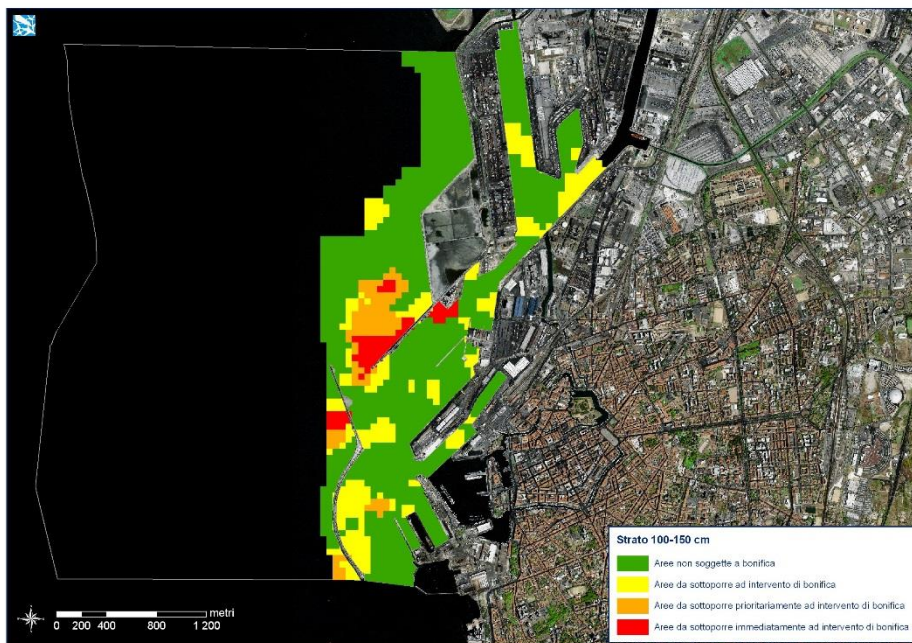 Strato 100-150 cm
Aree non soggette a bonifica
Aree da sottoporre ad intervento di bonifica
Aree da sottoporre prioritariamente ad intervento di bonifica
Aree da sottoporre immediatamente ad intervento di bonifica
metri
0 200 400 800 1 200